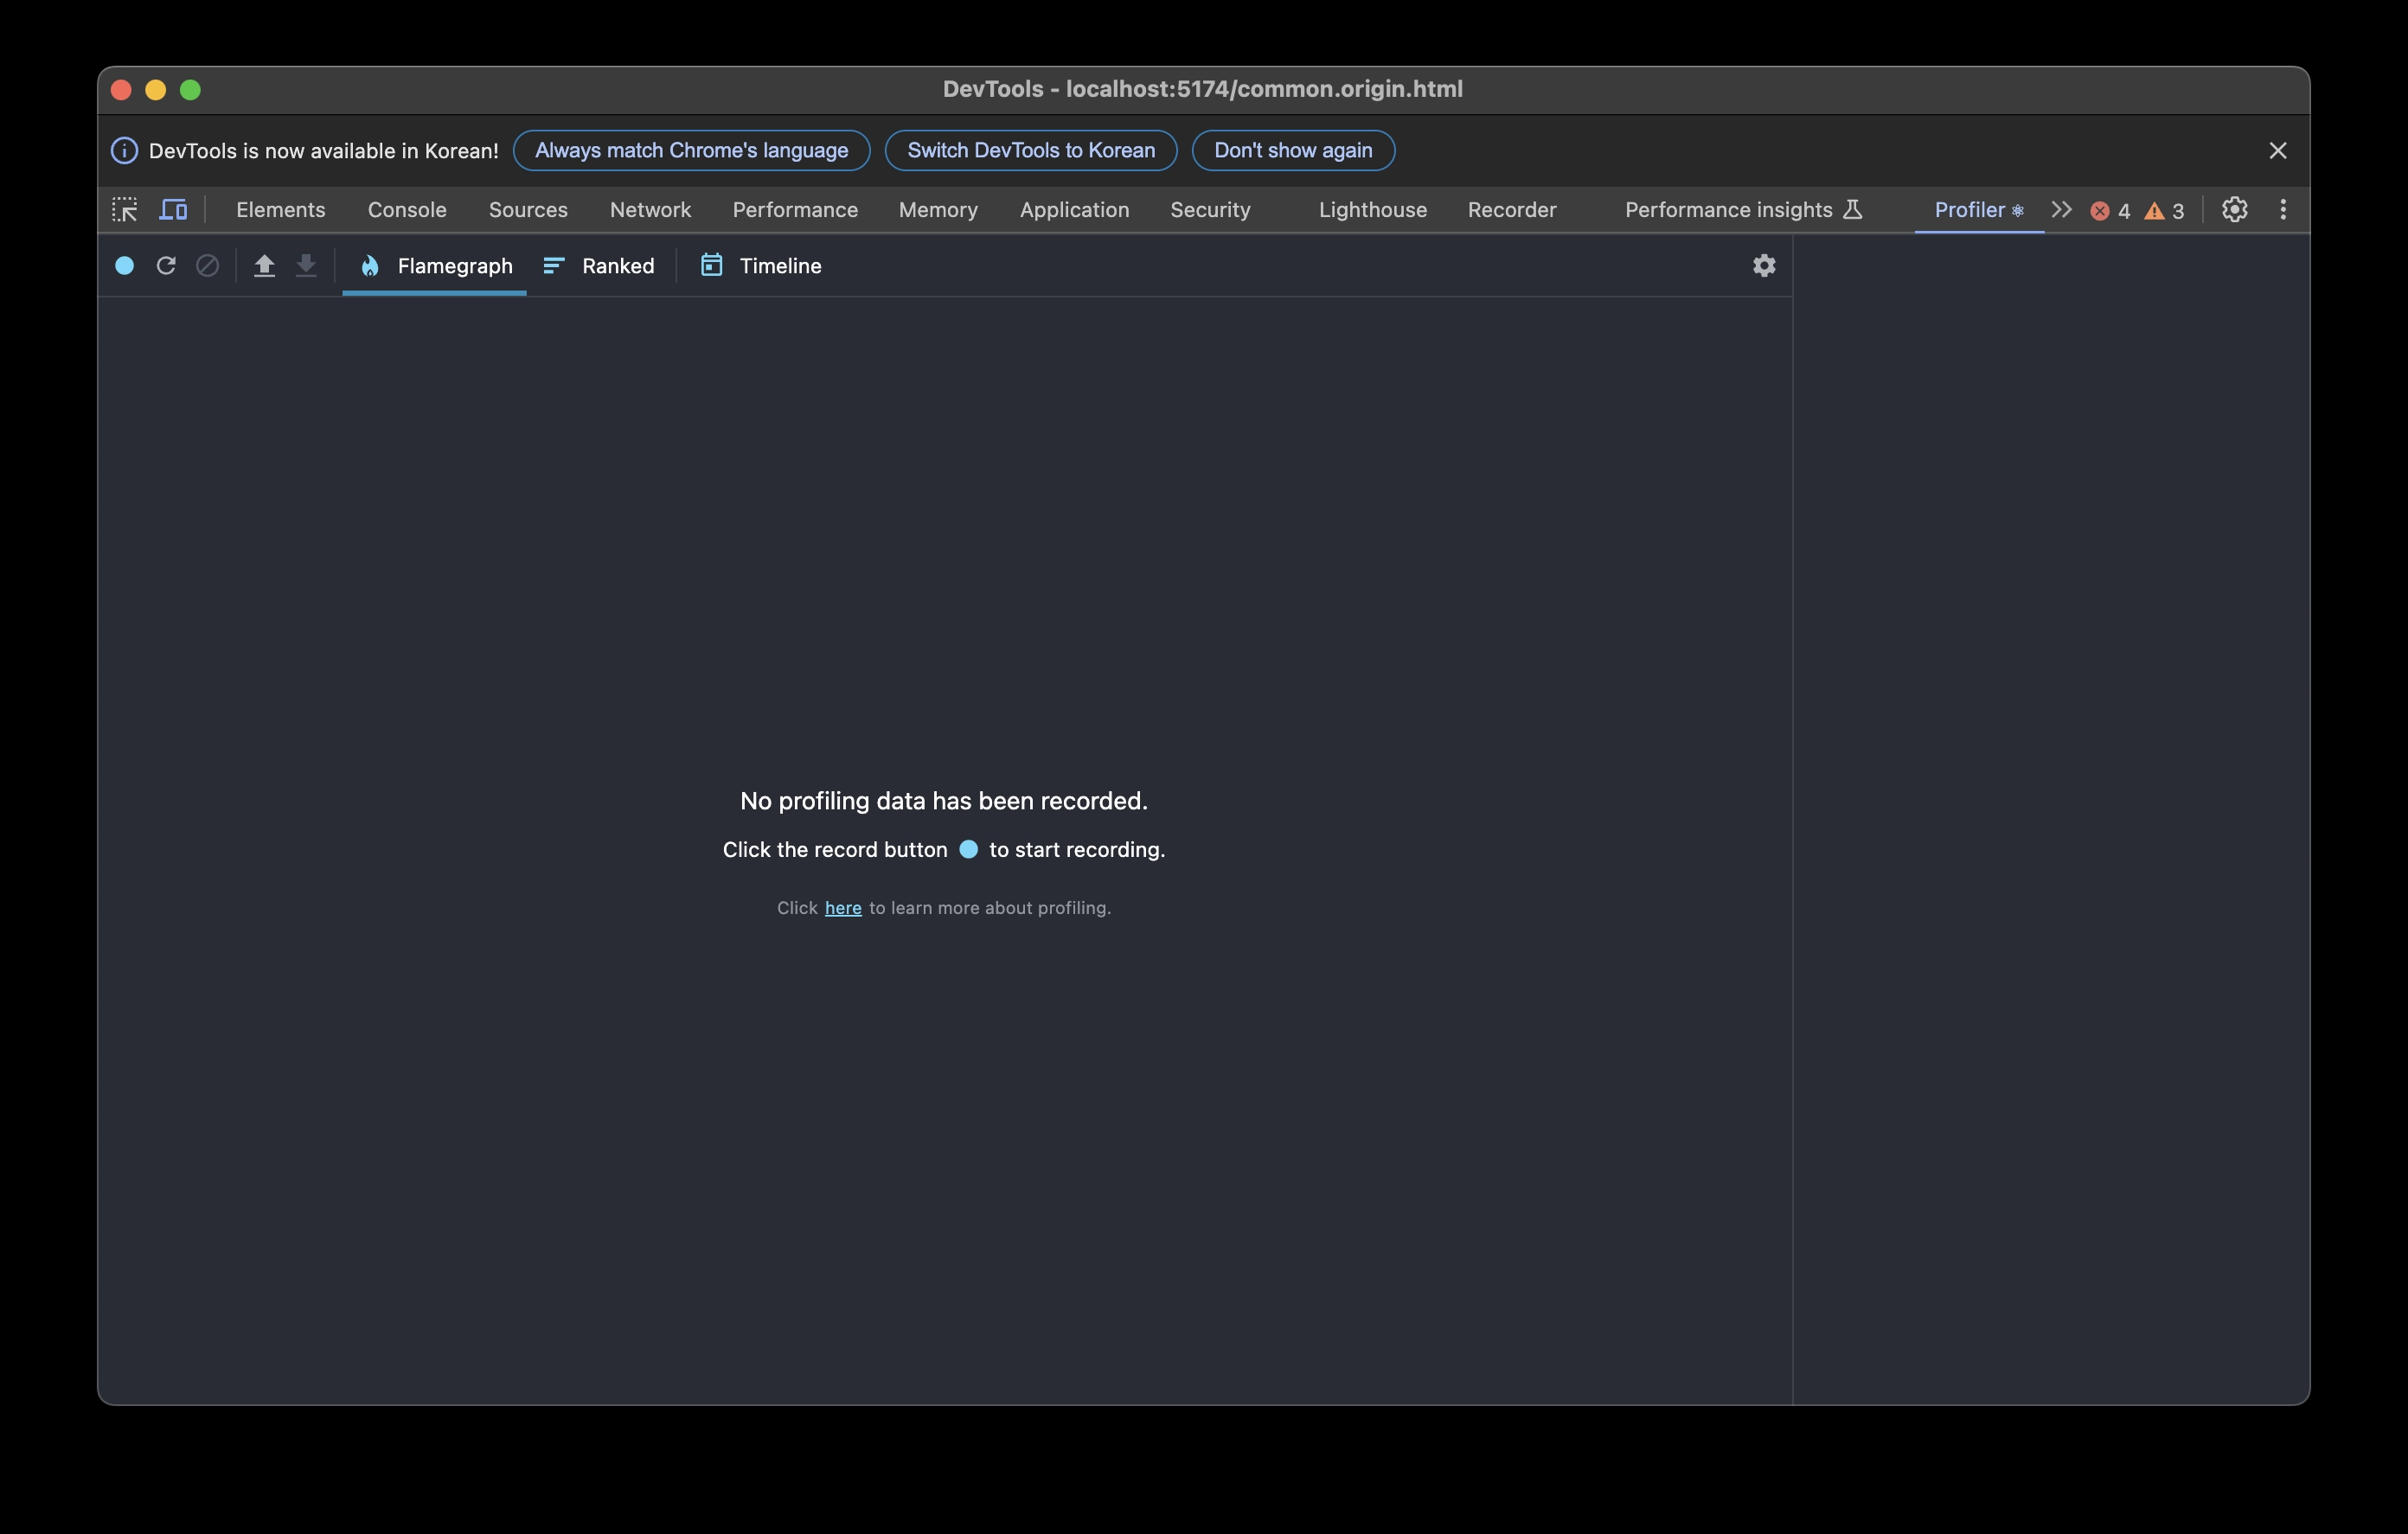 DevTools - localhost:5174/common.origin.html
DevTools is now available in Korean! Always match Chrome's language Switch DevTools to Korean Don't show again
Elements Console Sources Network Performance Memory Application Security Lighthouse Recorder Performance insights Profiler 4 3
Flamegraph Ranked Timeline
No profiling data has been recorded.
Click the record button to start recording.
Click here to learn more about profiling.